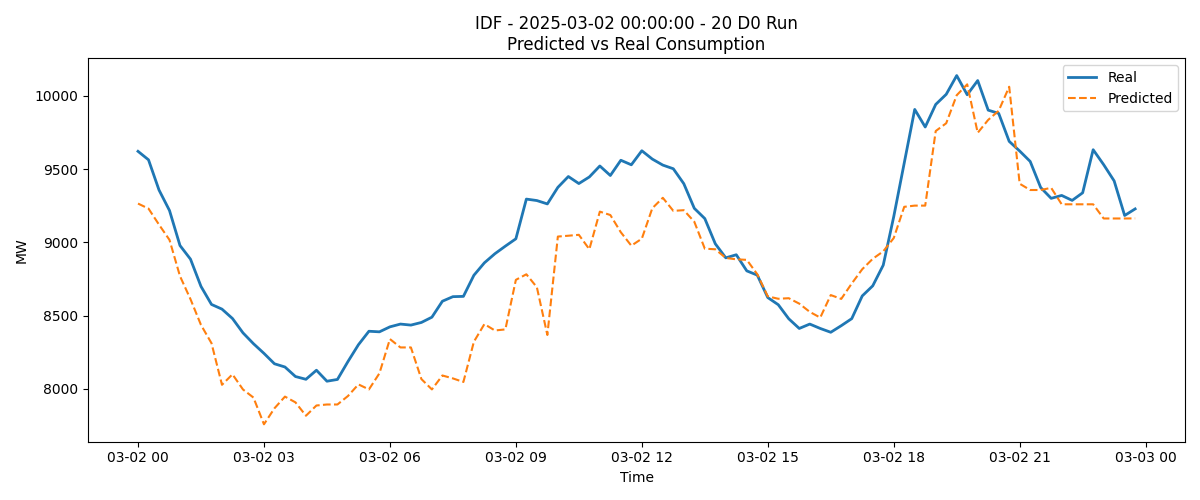 IDF - 2025-03-02 00:00:00 - 20 D0 Run
Predicted vs Real Consumption
Real
Predicted
MW
10000
9500
9000
8500
8000
03-02 00
03-02 03
03-02 06
03-02 09
03-02 12
03-02 15
03-02 18
03-02 21
03-03 00
Time